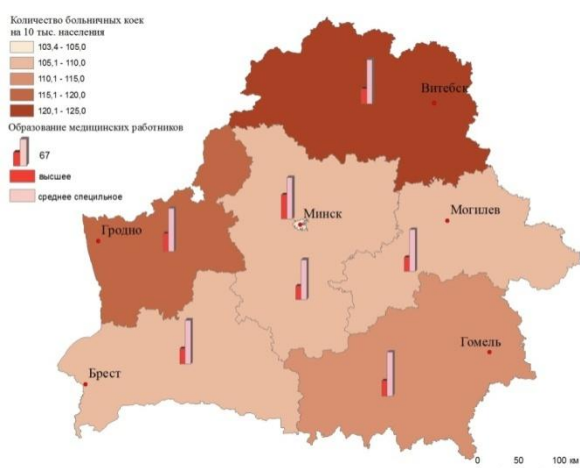 Количество больничных коек
на 10 тыс. населения
103,4 - 105,0
105,1 - 110,0
110,1 - 115,0
115,1 - 120,0
120,1 - 125,0
Образование медицинских работников
67
высшее
среднее специльное
Витебск
Минск
Могилев
Гродно
Гомель
Брест
0 50 100 км